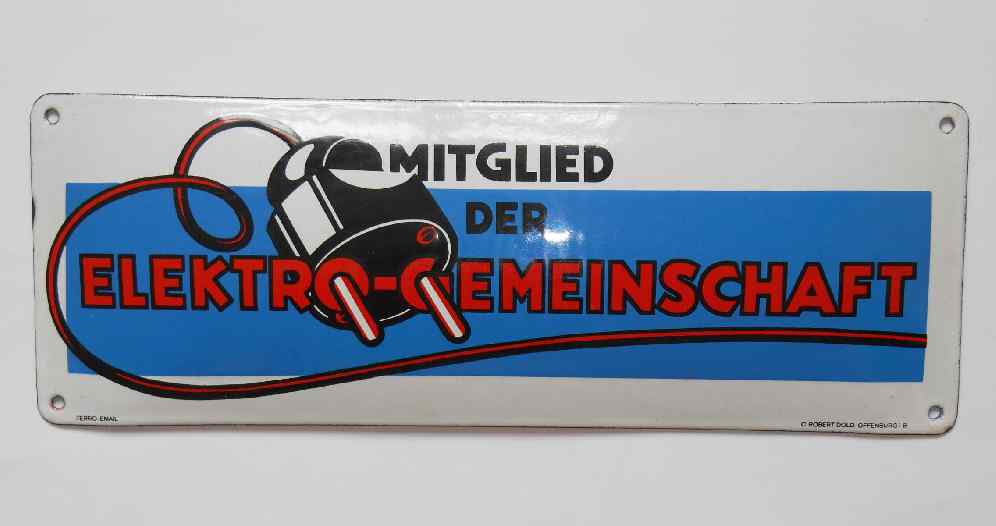 MITGLIED
DER
ELEKTRO-GEMEINSCHAFT
FERRO EMAIL
© ROBERT DOLD, OFFENBURG i. B